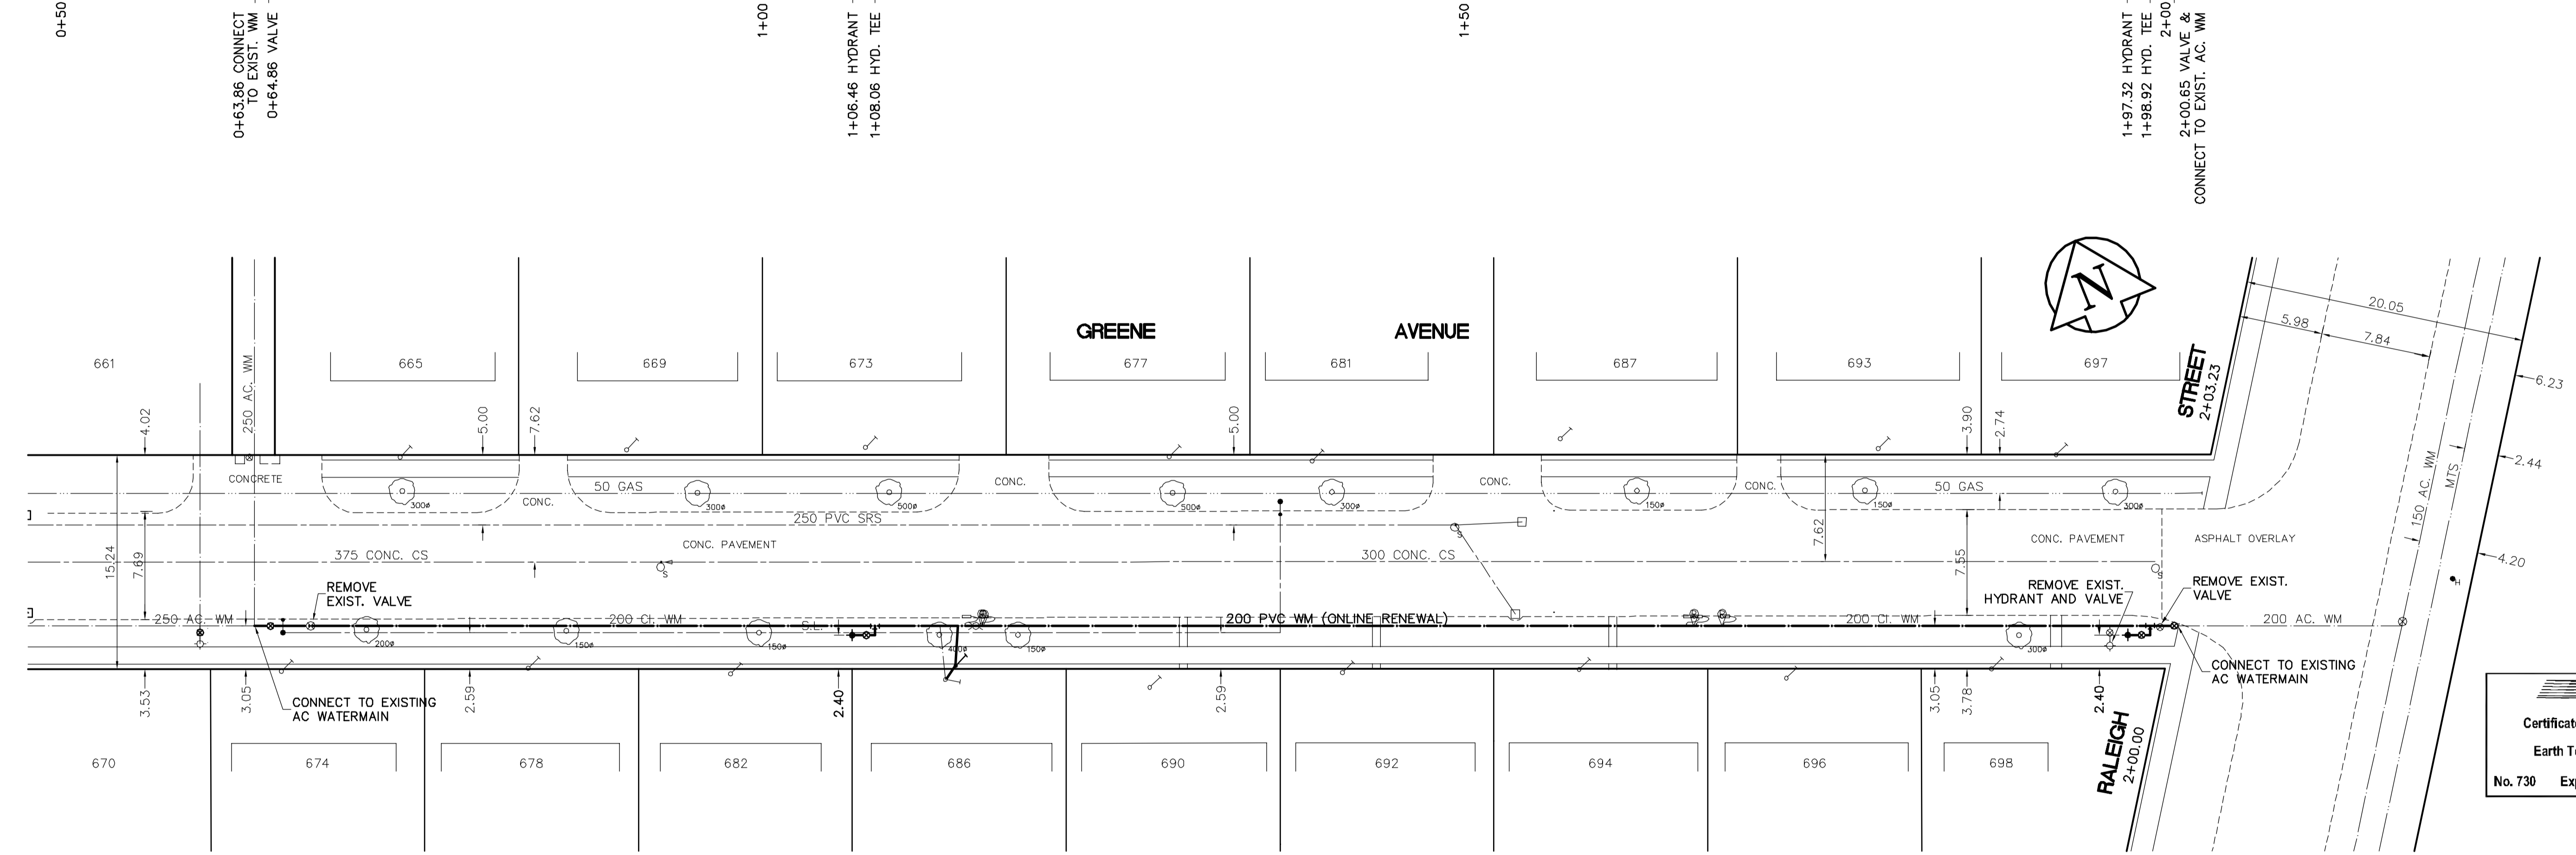 0+50
0+63.86 CONNECT
TO EXIST. WM
0+64.86 VALVE
1+00
1+06.46 HYDRANT
1+08.06 HYD. TEE
1+50
1+97.32 HYDRANT
1+98.92 HYD. TEE
2+00
2+00.65 VALVE &
CONNECT TO EXIST. AC. WM
N
GREENE AVENUE
STREET
2+03.23
20.05
5.98
7.84
6.23
2.44
4.20
661
665
669
673
677
681
687
693
697
250 AC. WM
4.02
5.00
7.62
5.00
3.90
2.74
CONCRETE
CONC.
50 GAS
CONC.
CONC.
CONC.
50 GAS
300ø
300ø
500ø
500ø
300ø
150ø
150ø
300ø
250 PVC SRS
CONC. PAVEMENT
375 CONC. CS
S
S
300 CONC. CS
7.62
CONC. PAVEMENT
ASPHALT OVERLAY
S
150 AC. WM
MTS
H
15.24
7.69
7.55
REMOVE
EXIST. VALVE
REMOVE EXIST.
HYDRANT AND VALVE
REMOVE EXIST.
VALVE
250 AC. WM
200 CI. WM
S.L.
200 PVC WM (ONLINE RENEWAL)
200 CI. WM
200 AC. WM
200ø
150ø
150ø
400ø
150ø
300ø
3.53
3.05
2.59
2.40
2.59
3.05
3.78
2.40
CONNECT TO EXISTING
AC WATERMAIN
CONNECT TO EXISTING
AC WATERMAIN
RALEIGH
2+00.00
670
674
678
682
686
690
692
694
696
698
Certificat
Earth T
No. 730 Ex